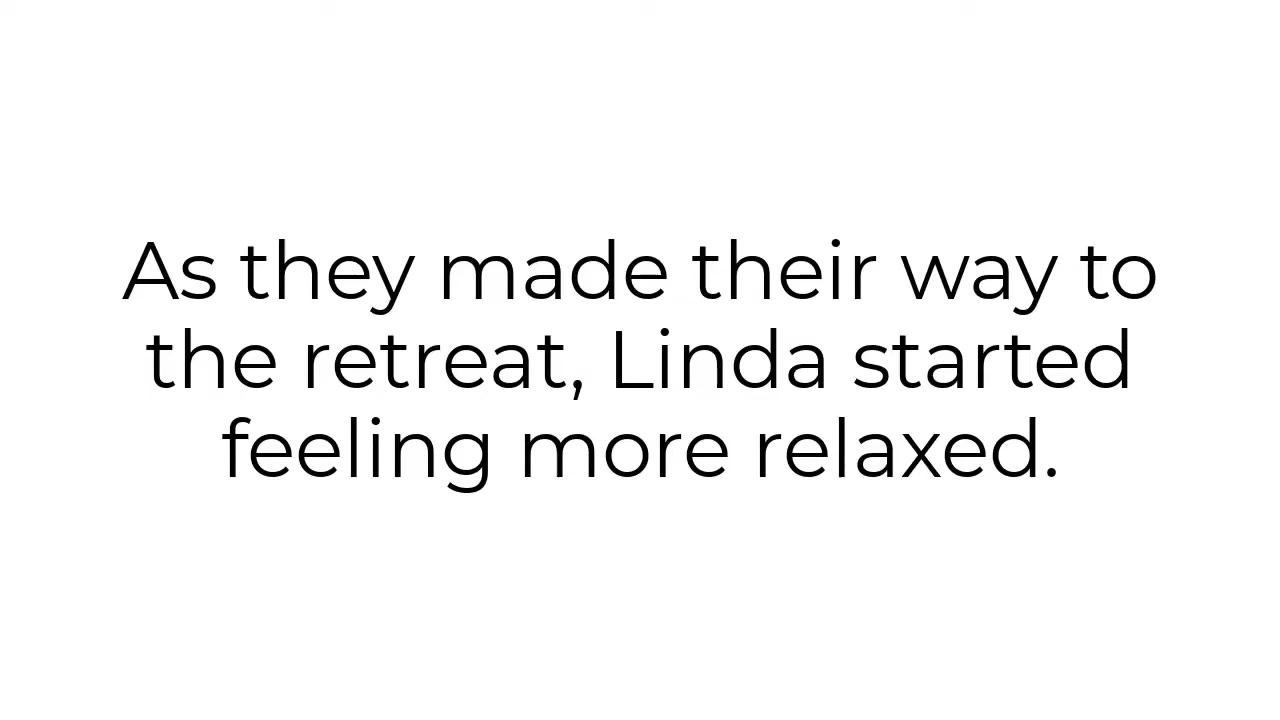 As they made their way to
the retreat, Linda started
feeling more relaxed.